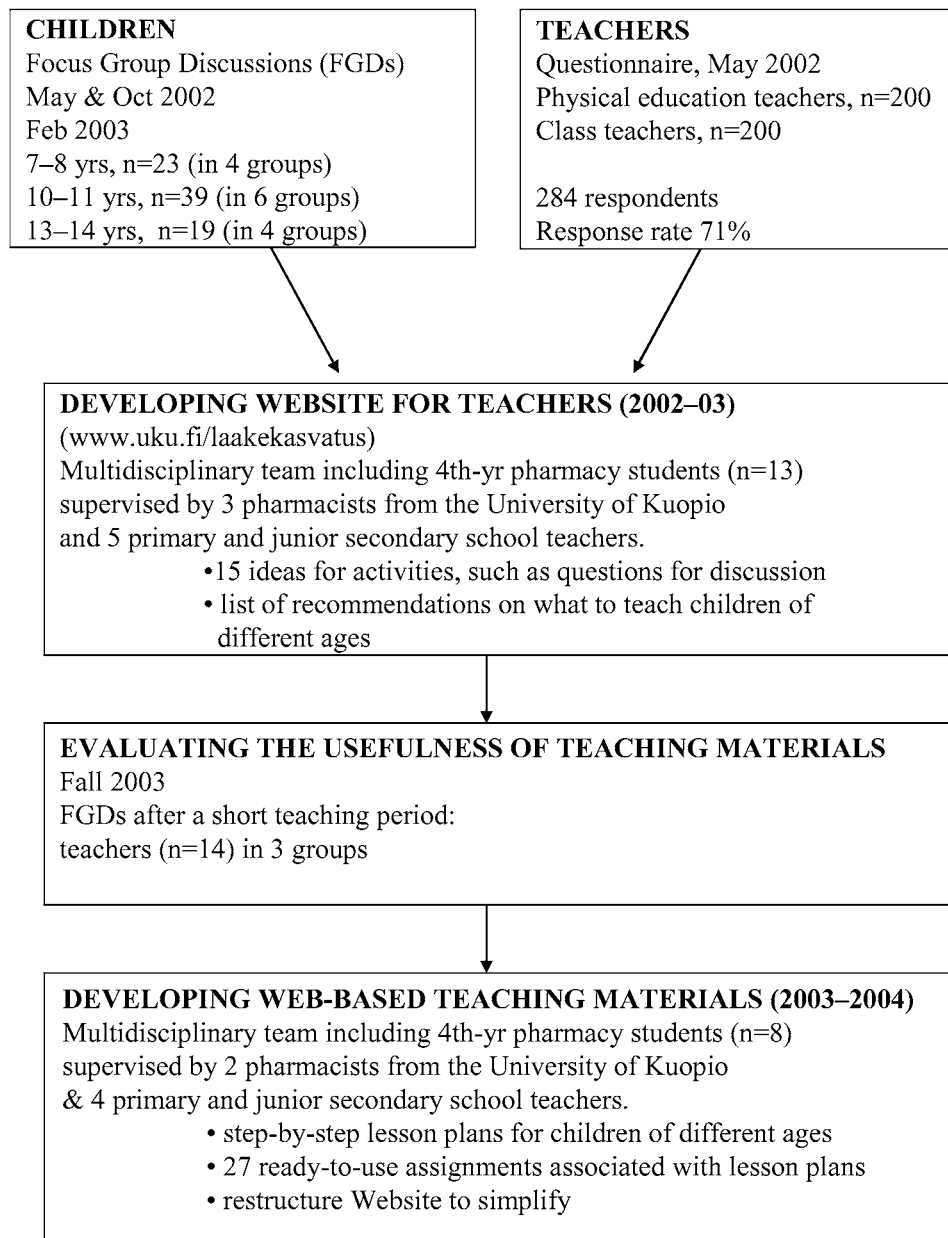 CHILDREN
Focus Group Discussions (FGDs)
May & Oct 2002
Feb 2003
7–8 yrs, n=23 (in 4 groups)
10–11 yrs, n=39 (in 6 groups)
13–14 yrs,  n=19 (in 4 groups)
TEACHERS
Questionnaire, May 2002
Physical education teachers, n=200
Class teachers, n=200
284 respondents
Response rate 71%
DEVELOPING WEBSITE FOR TEACHERS (2002–03)
(www.uku.fi/laakekasvatus)
Multidisciplinary team including 4th-yr pharmacy students (n=13)
supervised by 3 pharmacists from the University of Kuopio
and 5 primary and junior secondary school teachers.
•15 ideas for activities, such as questions for discussion
• list of recommendations on what to teach children of
different ages
EVALUATING THE USEFULNESS OF TEACHING MATERIALS
Fall 2003
FGDs after a short teaching period:
teachers (n=14) in 3 groups
DEVELOPING WEB-BASED TEACHING MATERIALS (2003–2004)
Multidisciplinary team including 4th-yr pharmacy students (n=8)
supervised by 2 pharmacists from the University of Kuopio
& 4 primary and junior secondary school teachers.
• step-by-step lesson plans for children of different ages
• 27 ready-to-use assignments associated with lesson plans
• restructure Website to simplify